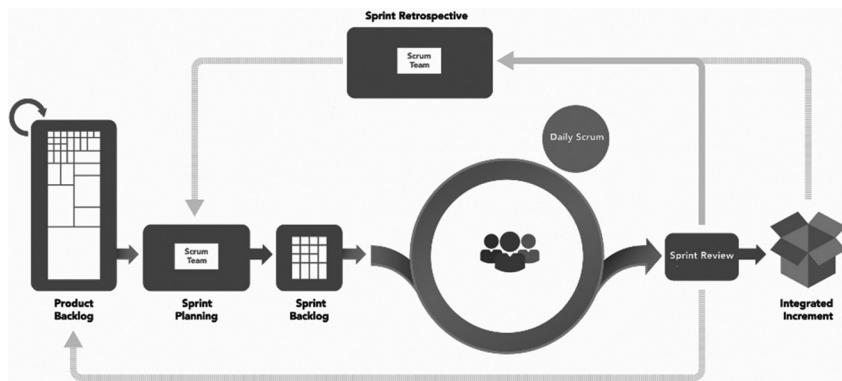 Sprint Retrospective
Scrum
Team
Daily Scrum
Scrum
Team
Sprint Review
Product
Backlog
Sprint
Planning
Sprint
Backlog
Integrated
Increment